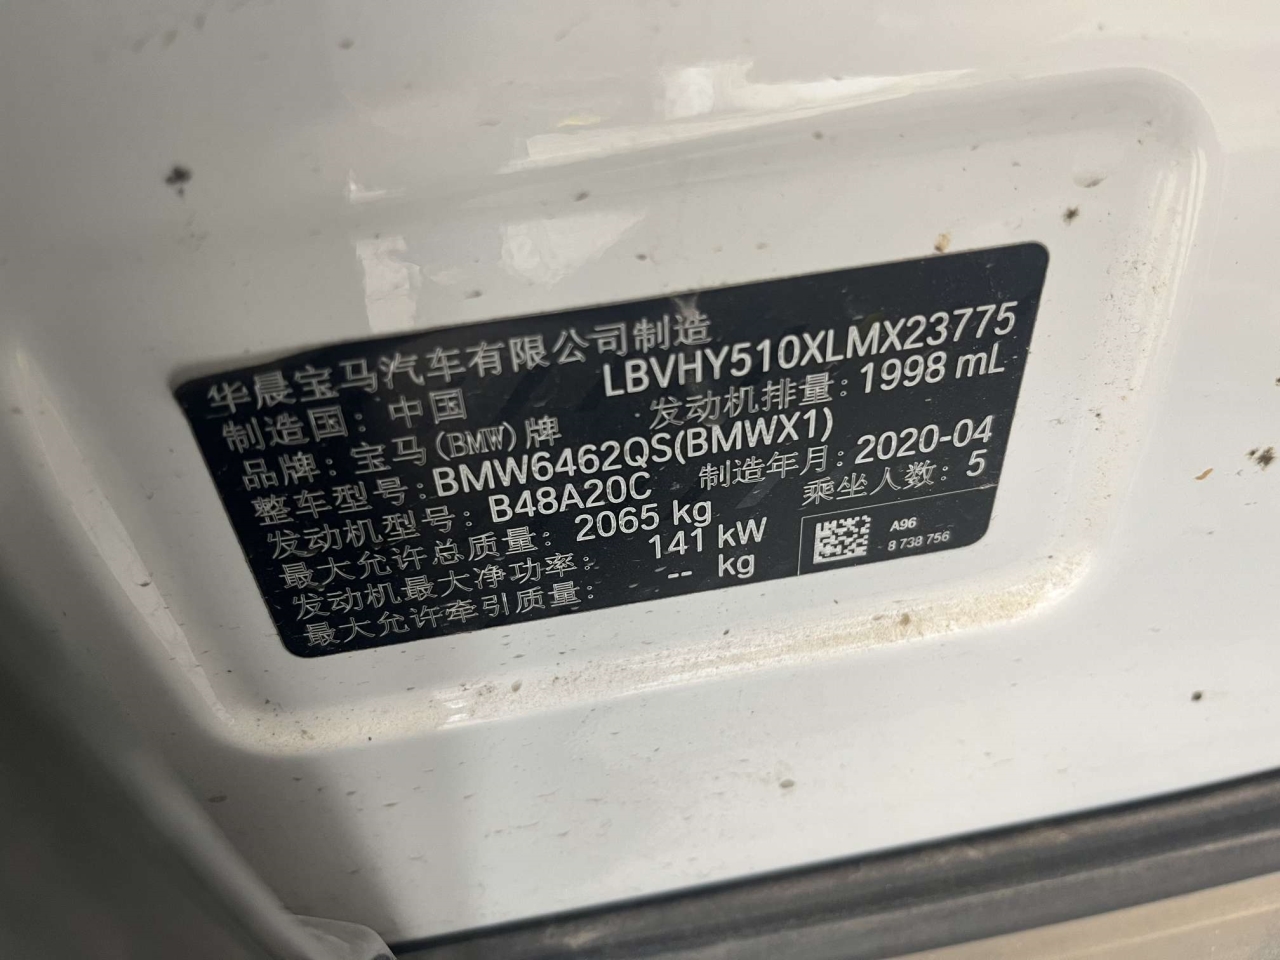 华晨宝马汽车有限公司制造
LBVHY510XLMX23775
制造国：中国
发动机排量：1998 mL
品牌：宝马(BMW)牌
整车型号：BMW6462QS(BMWX1)
制造年月：2020-04
发动机型号：B48A20C
乘坐人数：5
最大允许总质量：2065 kg
发动机最大净功率：141 kW
最大允许牵引质量：-- kg
A96
8 738 756